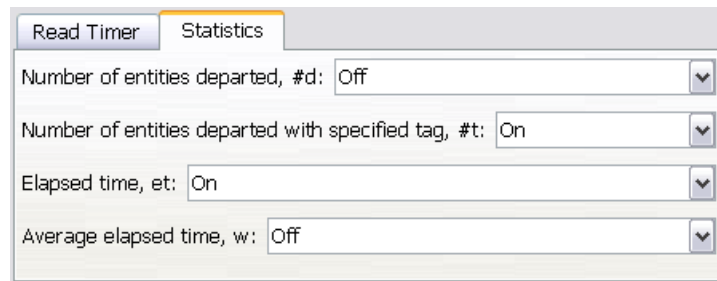 Read Timer Statistics
Number of entities departed, #d: Off
Number of entities departed with specified tag, #t: On
Elapsed time, et: On
Average elapsed time, w: Off